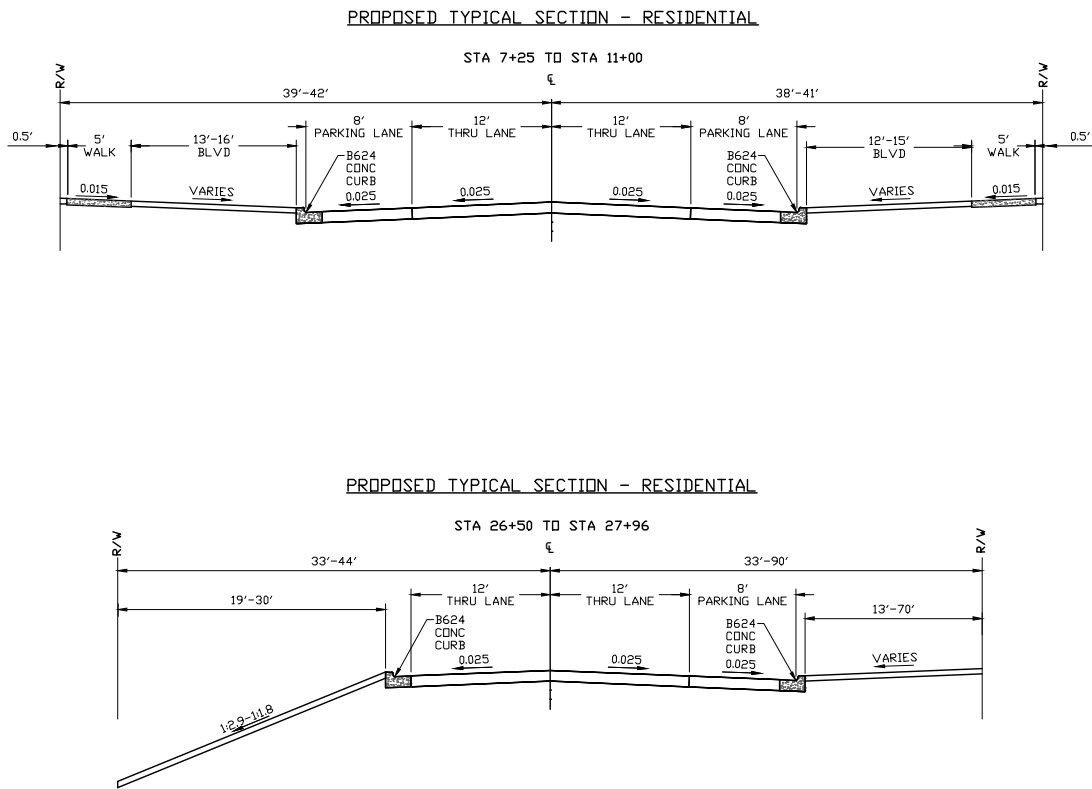 PROPOSED TYPICAL SECTION - RESIDENTIAL
STA 7+25 TO STA 11+00
R/W
℄
R/W
39'-42'
38'-41'
0.5'
5'
WALK
13'-16'
BLVD
8'
PARKING LANE
12'
THRU LANE
12'
THRU LANE
8'
PARKING LANE
12'-15'
BLVD
5'
WALK
0.5'
B624
CONC
CURB
B624
CONC
CURB
0.015
VARIES
0.025
0.025
0.025
0.025
VARIES
0.015
PROPOSED TYPICAL SECTION - RESIDENTIAL
STA 26+50 TO STA 27+96
R/W
℄
R/W
33'-44'
33'-90'
19'-30'
12'
THRU LANE
12'
THRU LANE
8'
PARKING LANE
13'-70'
B624
CONC
CURB
B624
CONC
CURB
0.025
0.025
0.025
VARIES
1:2.9-1:1.8